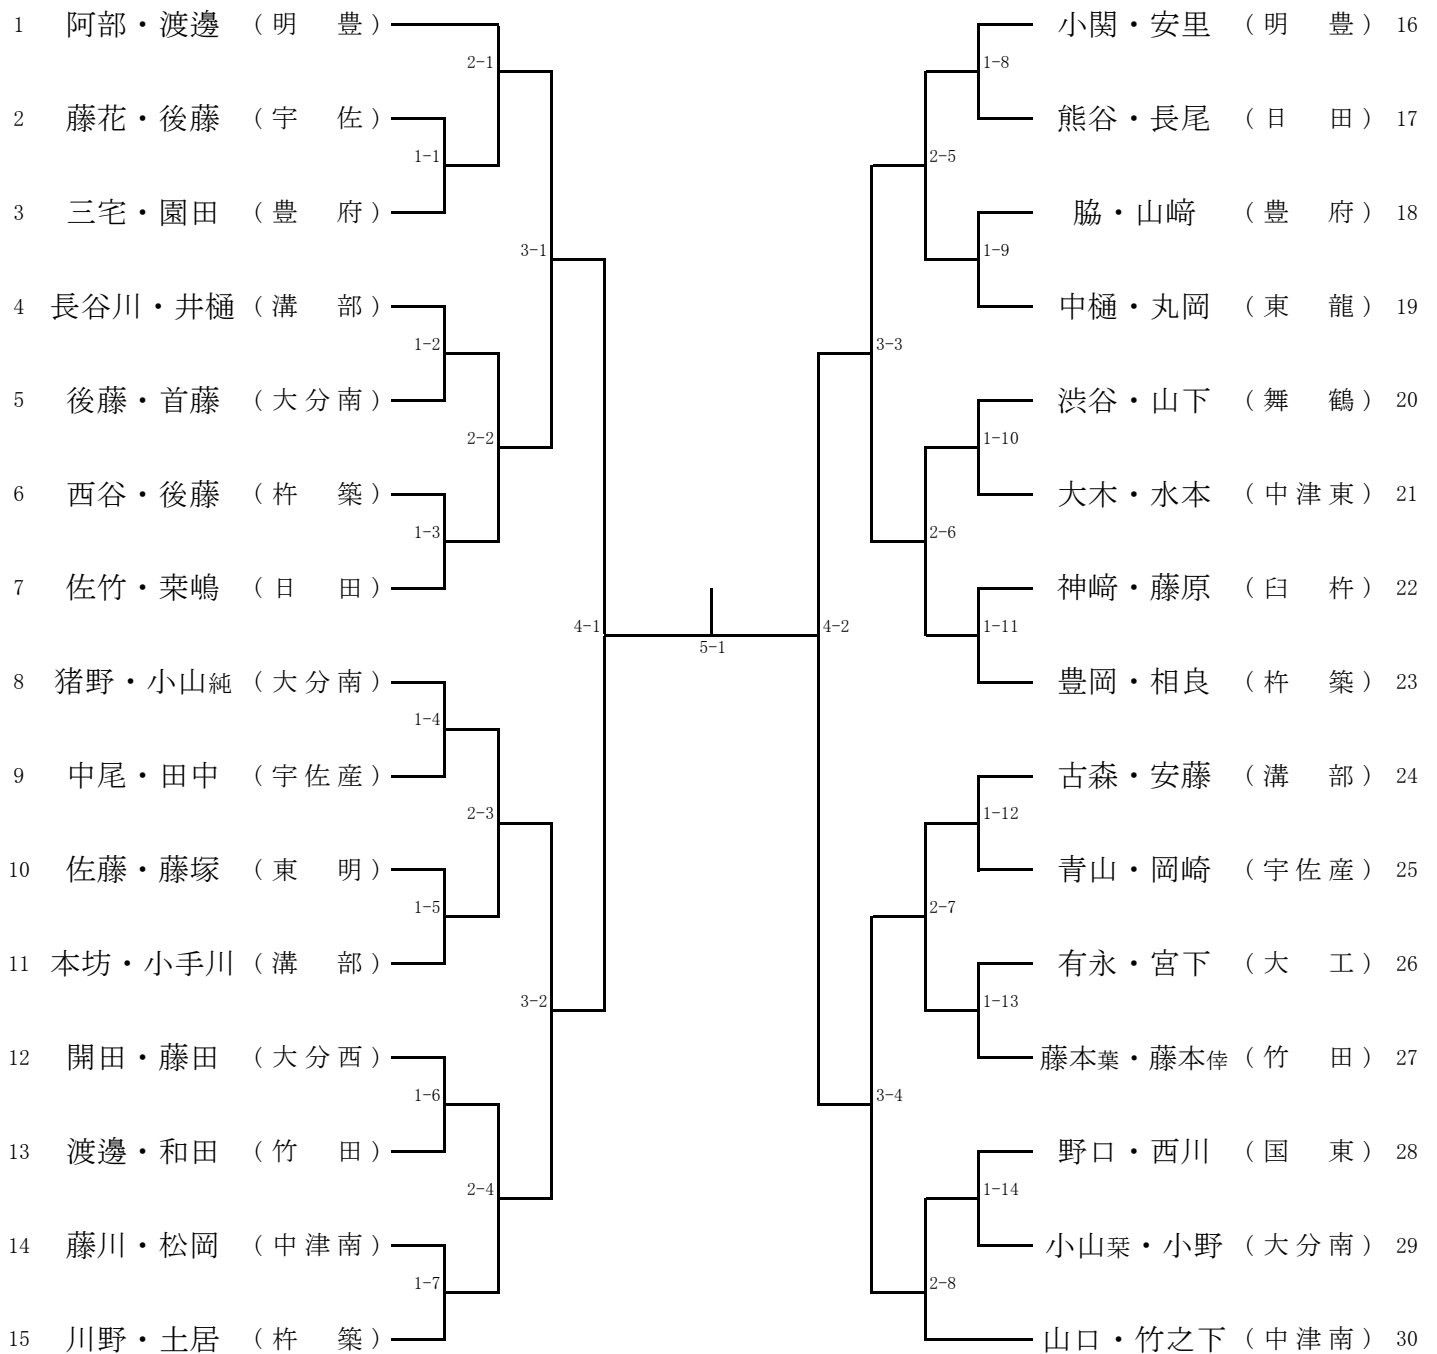 1 阿部・渡邊 （明 豊）
2-1
2 藤花・後藤 （宇 佐）
1-1
3 三宅・園田 （豊 府）
3-1
4 長谷川・井樋 （溝 部）
1-2
5 後藤・首藤 （大分南）
2-2
6 西谷・後藤 （杵 築）
1-3
7 佐竹・桒嶋 （日 田）
4-1
8 猪野・小山純 （大分南）
1-4
9 中尾・田中 （宇佐産）
2-3
10 佐藤・藤塚 （東 明）
1-5
11 本坊・小手川 （溝 部）
3-2
12 開田・藤田 （大分西）
1-6
13 渡邊・和田 （竹 田）
2-4
14 藤川・松岡 （中津南）
1-7
15 川野・土居 （杵 築）
5-1
小関・安里 （明 豊） 16
1-8
熊谷・長尾 （日 田） 17
2-5
脇・山﨑 （豊 府） 18
1-9
中樋・丸岡 （東 龍） 19
3-3
渋谷・山下 （舞 鶴） 20
1-10
大木・水本 （中津東） 21
2-6
神﨑・藤原 （臼 杵） 22
1-11
4-2
豊岡・相良 （杵 築） 23
古森・安藤 （溝 部） 24
1-12
青山・岡崎 （宇佐産） 25
2-7
有永・宮下 （大 工） 26
1-13
藤本葉・藤本倖 （竹 田） 27
3-4
野口・西川 （国 東） 28
1-14
小山栞・小野 （大分南） 29
2-8
山口・竹之下 （中津南） 30